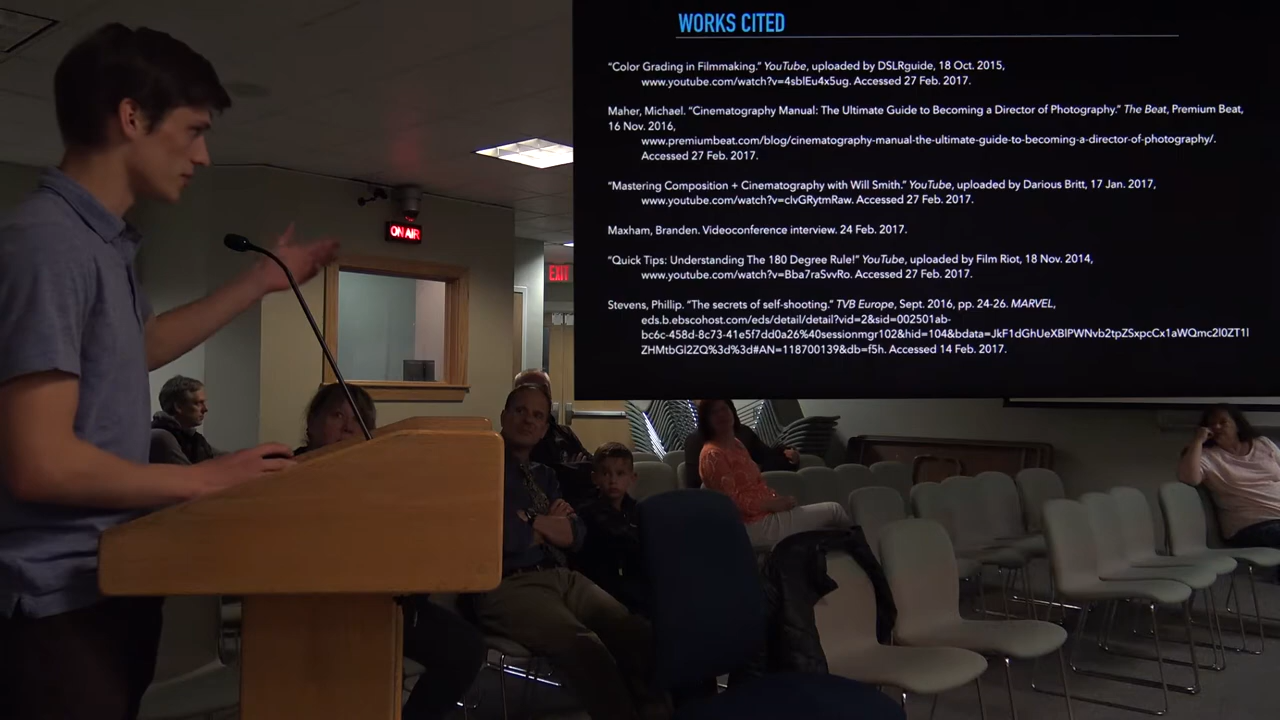 WORKS CITED
"Color Grading in Filmmaking." YouTube, uploaded by DSLRguide, 18 Oct. 2015,
www.youtube.com/watch?v=4sblEu4x5ug. Accessed 27 Feb. 2017.
Maher, Michael. "Cinematography Manual: The Ultimate Guide to Becoming a Director of Photography." The Beat, Premium Beat,
16 Nov. 2016,
www.premiumbeat.com/blog/cinematography-manual-the-ultimate-guide-to-becoming-a-director-of-photography/.
Accessed 27 Feb. 2017.
"Mastering Composition + Cinematography with Will Smith." YouTube, uploaded by Darious Britt, 17 Jan. 2017,
www.youtube.com/watch?v=clvGRytmRaw. Accessed 27 Feb. 2017.
Maxham, Branden. Videoconference interview. 24 Feb. 2017.
"Quick Tips: Understanding The 180 Degree Rule!" YouTube, uploaded by Film Riot, 18 Nov. 2014,
www.youtube.com/watch?v=Bba7raSvvRo. Accessed 27 Feb. 2017.
Stevens, Phillip. "The secrets of self-shooting." TVB Europe, Sept. 2016, pp. 24-26. MARVEL,
eds.b.ebscohost.com/eds/detail/detail?vid=2&sid=002501ab-
bc6c-458d-8c73-41e5f7dd0a26%40sessionmgr102&hid=104&bdata=JkF1dGhUeXBlPWNvb2tpZSxpcCx1aWQmc2l0ZT1l
ZHMtbGl2ZQ%3d%3d#AN=118700139&db=f5h. Accessed 14 Feb. 2017.
ON AIR
EXIT